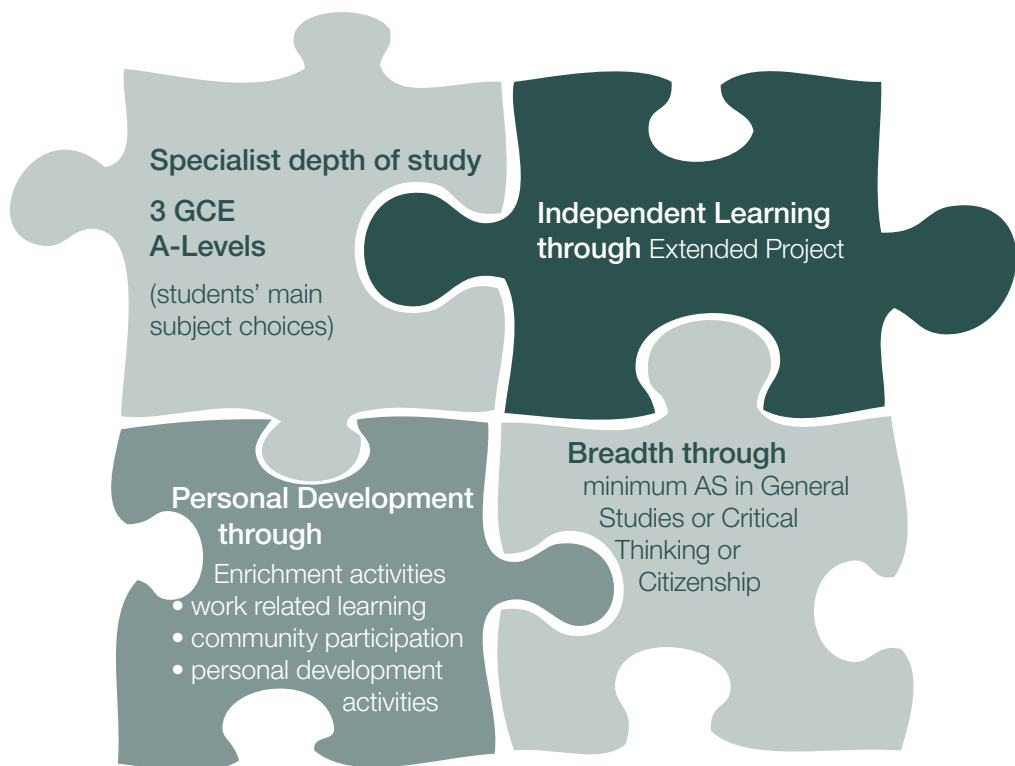 Specialist depth of study
3 GCE
A-Levels
(students’ main
subject choices)
Independent Learning
through Extended Project
Personal Development
through
Enrichment activities
• work related learning
• community participation
• personal development
activities
Breadth through
minimum AS in General
Studies or Critical
Thinking or
Citizenship